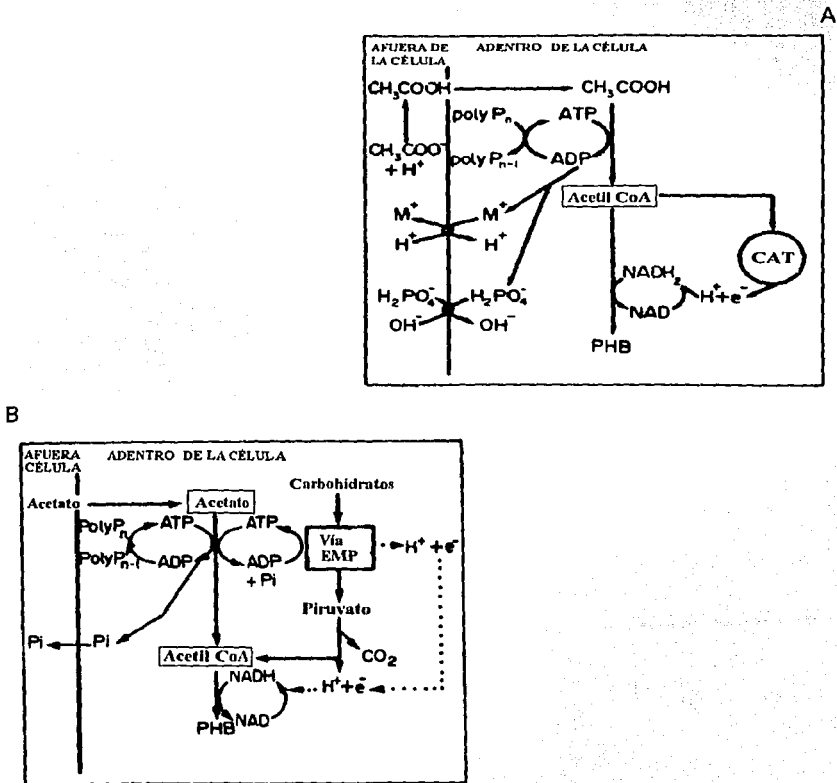 A
AFUERA DE LA CÉLULA
ADENTRO DE LA CÉLULA
CH₃COOH
CH₃COOH
CH₃COO⁻ + H⁺
poly Pₙ
poly Pₙ₋₁
ATP
ADP
Acetil CoA
M⁺
M⁺
H⁺
H⁺
CAT
NADH₂
NAD
H⁺+e⁻
H₂PO₄⁻
H₂PO₄⁻
OH⁻
OH⁻
PHB
B
AFUERA CÉLULA
ADENTRO DE LA CÉLULA
Carbohidratos
Acetato
Acetato
PolyPₙ
PolyPₙ₋₁
ATP
ADP
ATP
ADP + Pi
Vía EMP
H⁺ + e⁻
Piruvato
Pi
Pi
Acetil CoA
CO₂
NADH
NAD
H⁺+e⁻
PHB